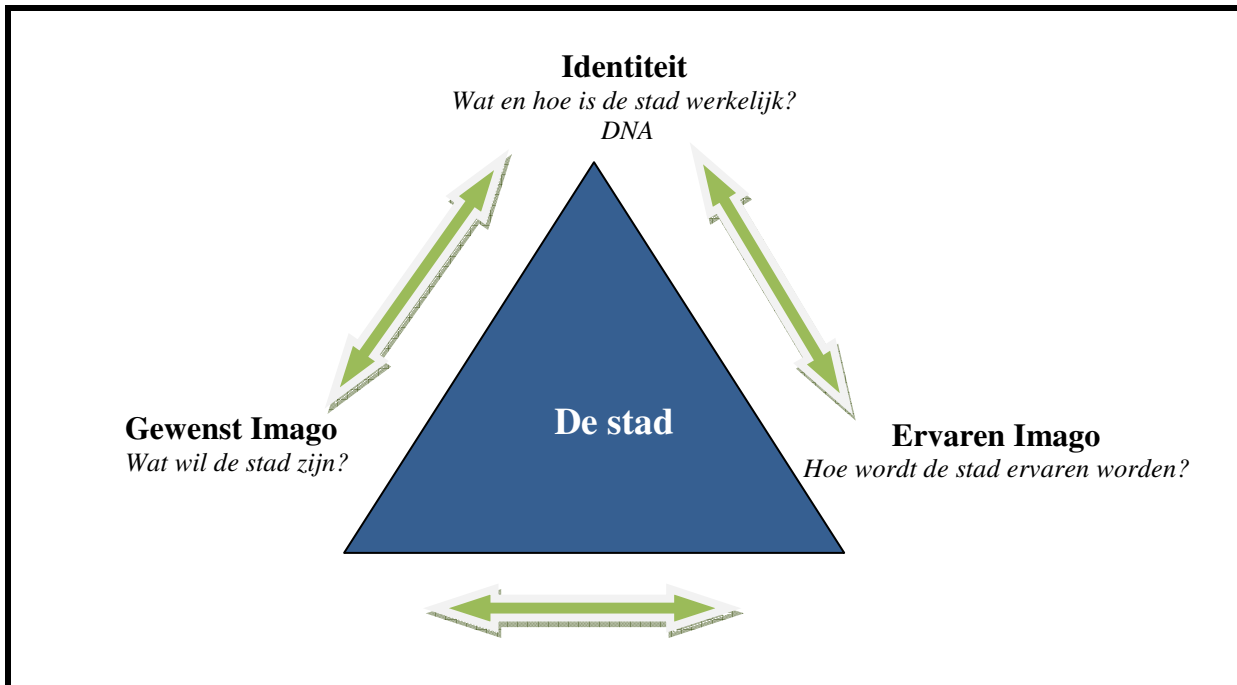 Identiteit
Wat en hoe is de stad werkelijk?
DNA
De stad
Gewenst Imago
Wat wil de stad zijn?
Ervaren Imago
Hoe wordt de stad ervaren worden?